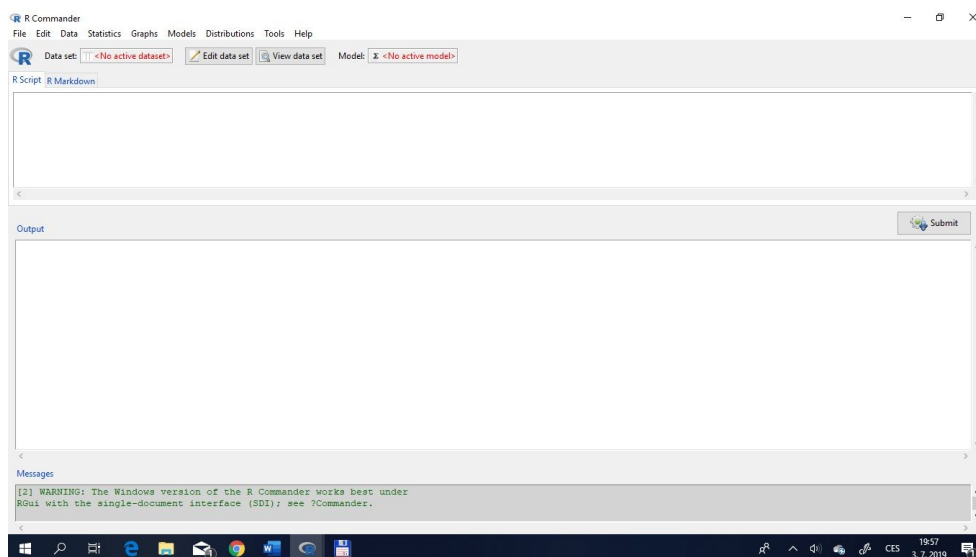 R Commander
File Edit Data Statistics Graphs Models Distributions Tools Help
Data set: <No active dataset> Edit data set View data set Model: Σ <No active model>
R Script R Markdown
Submit
Output
Messages
[2] WARNING: The Windows version of the R Commander works best under
RGui with the single-document interface (SDI); see ?Commander.
CES
19:57
3. 7. 2019